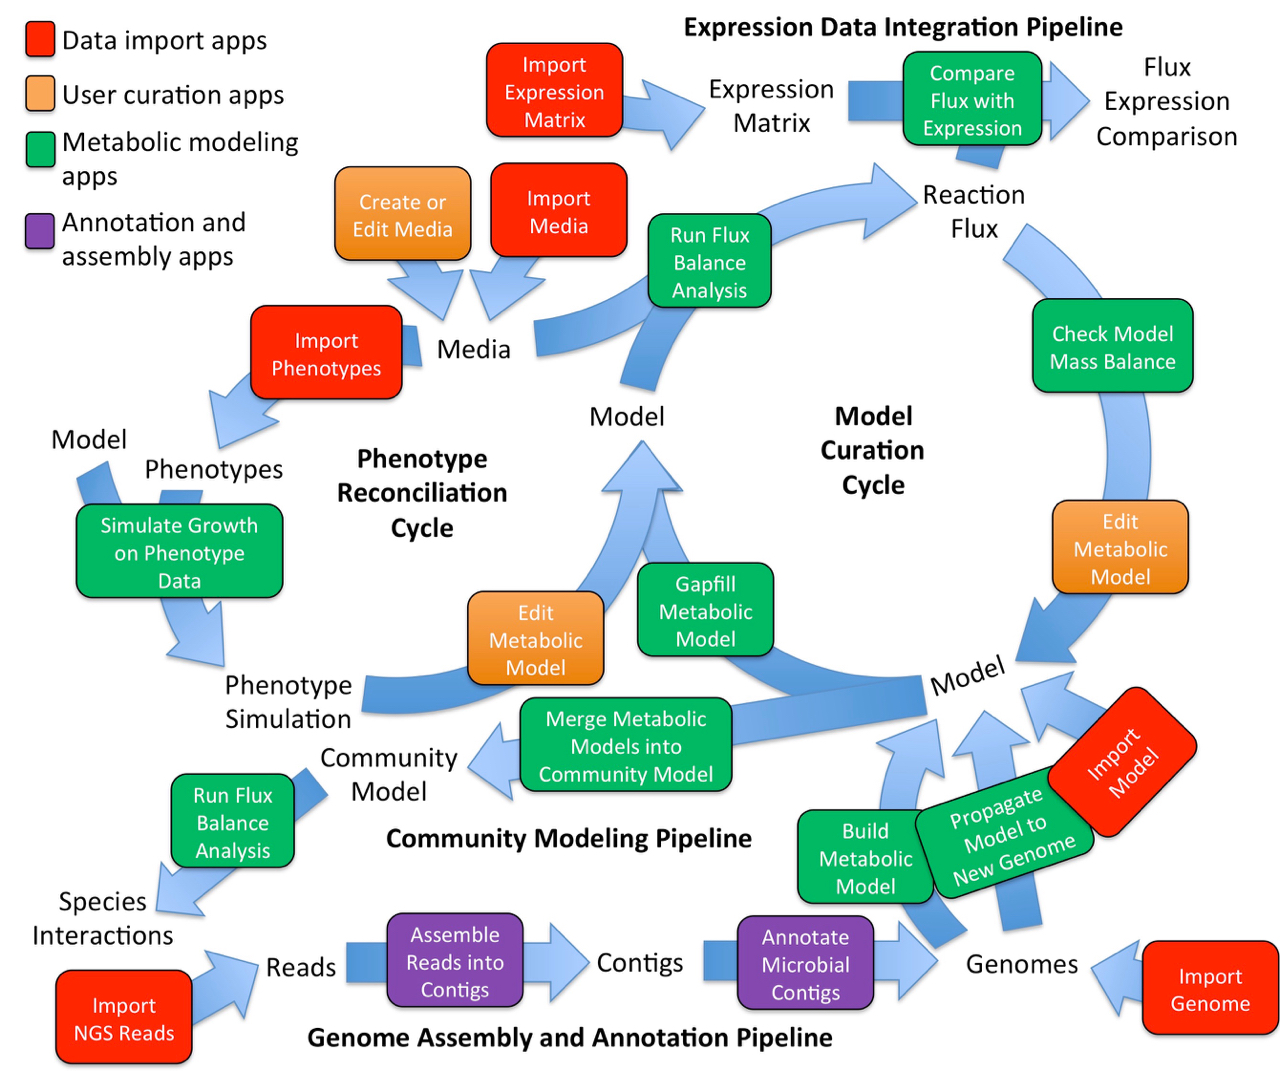 Expression Data Integration Pipeline
Data import apps
User curation apps
Metabolic modeling
apps
Annotation and
assembly apps
Import
Expression
Matrix
Expression
Matrix
Compare
Flux with
Expression
Flux
Expression
Comparison
Create or
Edit Media
Import
Media
Run Flux
Balance
Analysis
Reaction
Flux
Import
Phenotypes
Media
Check Model
Mass Balance
Model
Model
Curation
Cycle
Model
Phenotypes
Phenotype
Reconciliation
Cycle
Simulate Growth
on Phenotype
Data
Edit
Metabolic
Model
Gapfill
Metabolic
Model
Edit
Metabolic
Model
Phenotype
Simulation
Model
Merge Metabolic
Models into
Community Model
Community
Model
Import
Model
Run Flux
Balance
Analysis
Community Modeling Pipeline
Build
Metabolic
Model
Propagate
Model to
New Genome
Species
Interactions
Import
NGS Reads
Reads
Assemble
Reads into
Contigs
Contigs
Annotate
Microbial
Contigs
Genomes
Import
Genome
Genome Assembly and Annotation Pipeline